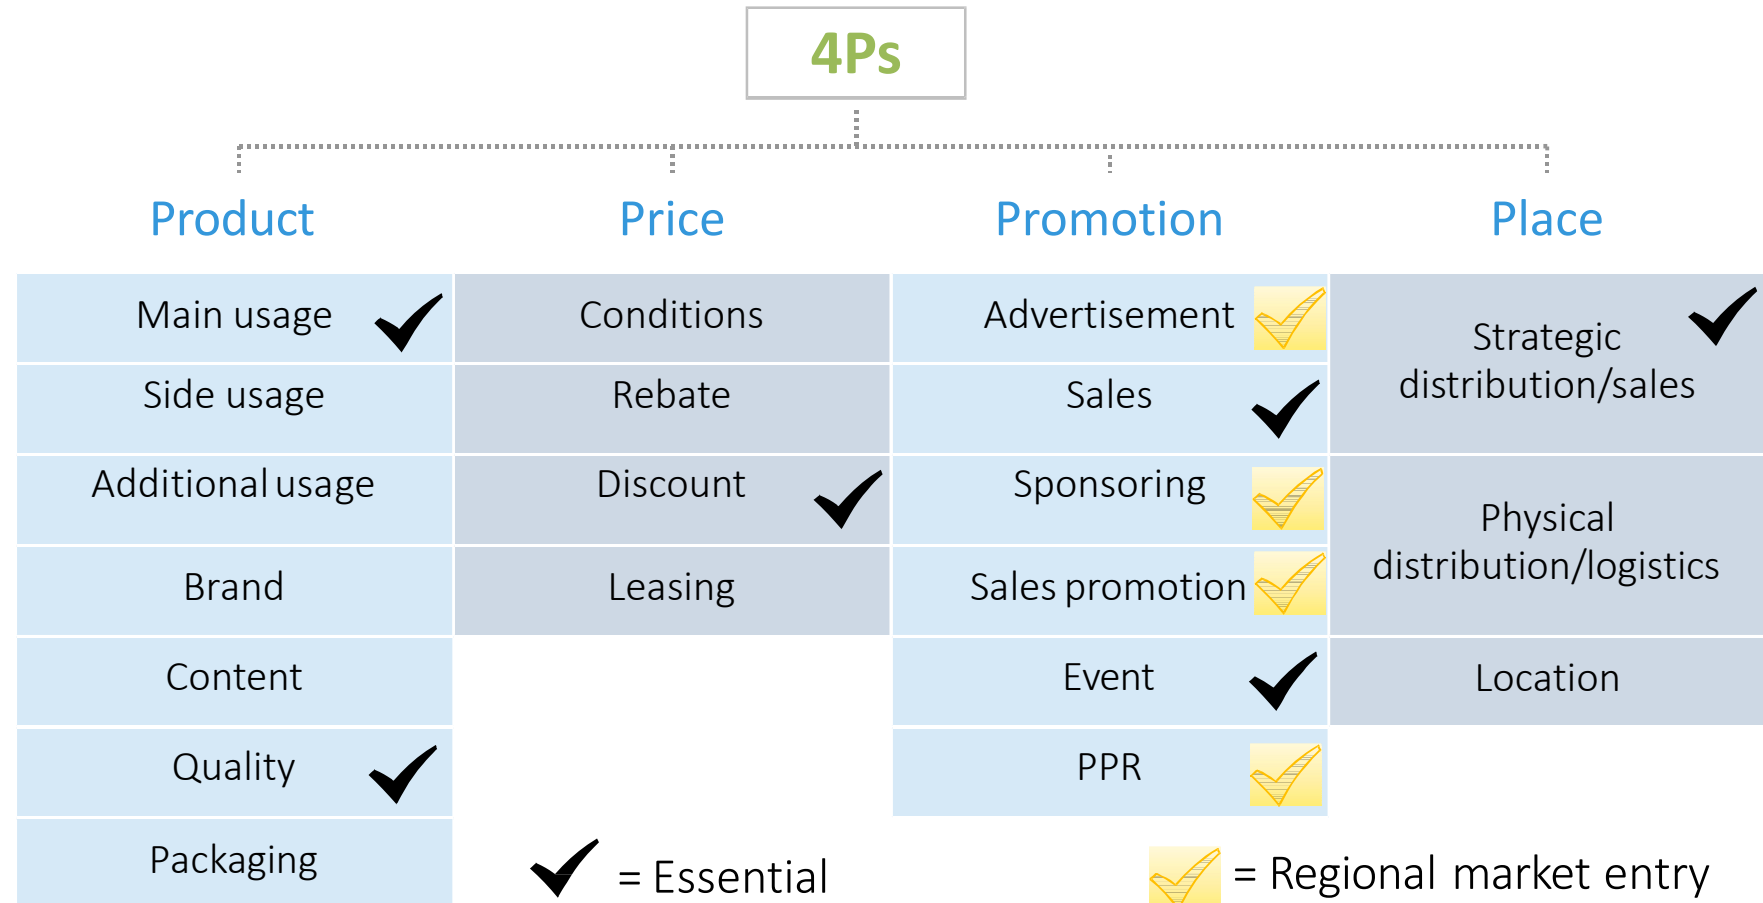 4Ps
Product
Price
Promotion
Place
Main usage
Conditions
Advertisement
Strategic
distribution/sales
Side usage
Rebate
Sales
Additional usage
Discount
Sponsoring
Physical
distribution/logistics
Brand
Leasing
Sales promotion
Content
Event
Location
Quality
PPR
Packaging
= Essential
= Regional market entry